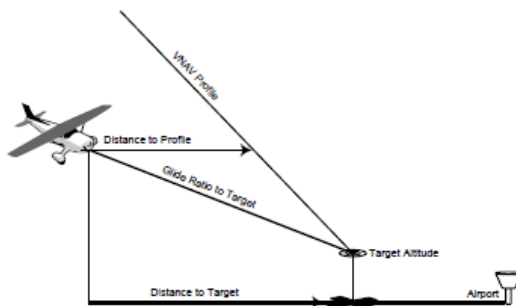 VNAV Profile
Distance to Profile
Glide Ratio to Target
Target Altitude
Distance to Target
Airport